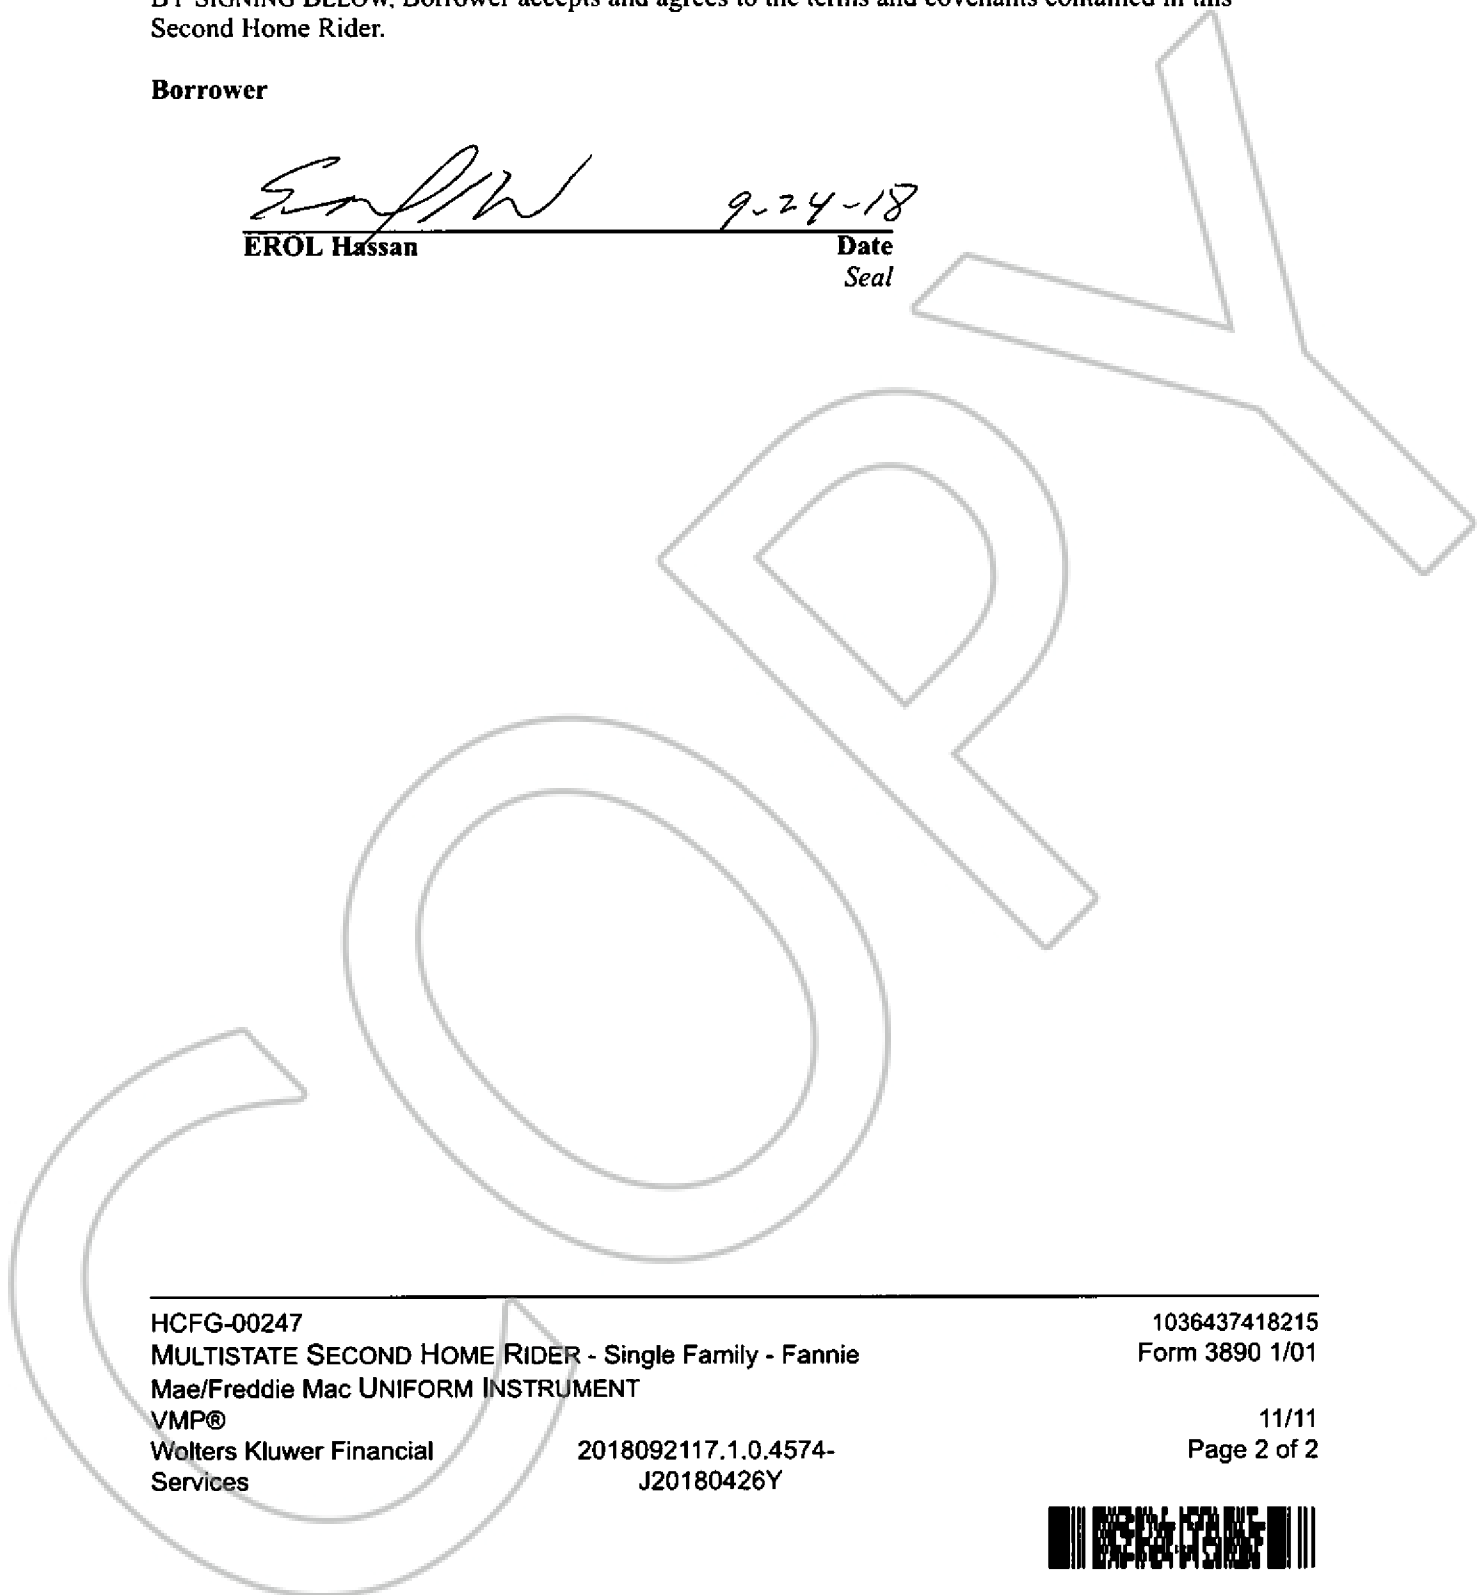 BY SIGNING BELOW, Borrower accepts and agrees to the terms and covenants contained in this
Second Home Rider.
Borrower
9-24-18
EROL Hassan Date
Seal
COPY
HCFG-00247 1036437418215
MULTISTATE SECOND HOME RIDER - Single Family - Fannie Form 3890 1/01
Mae/Freddie Mac UNIFORM INSTRUMENT
VMP® 11/11
Wolters Kluwer Financial 2018092117.1.0.4574- Page 2 of 2
Services J20180426Y